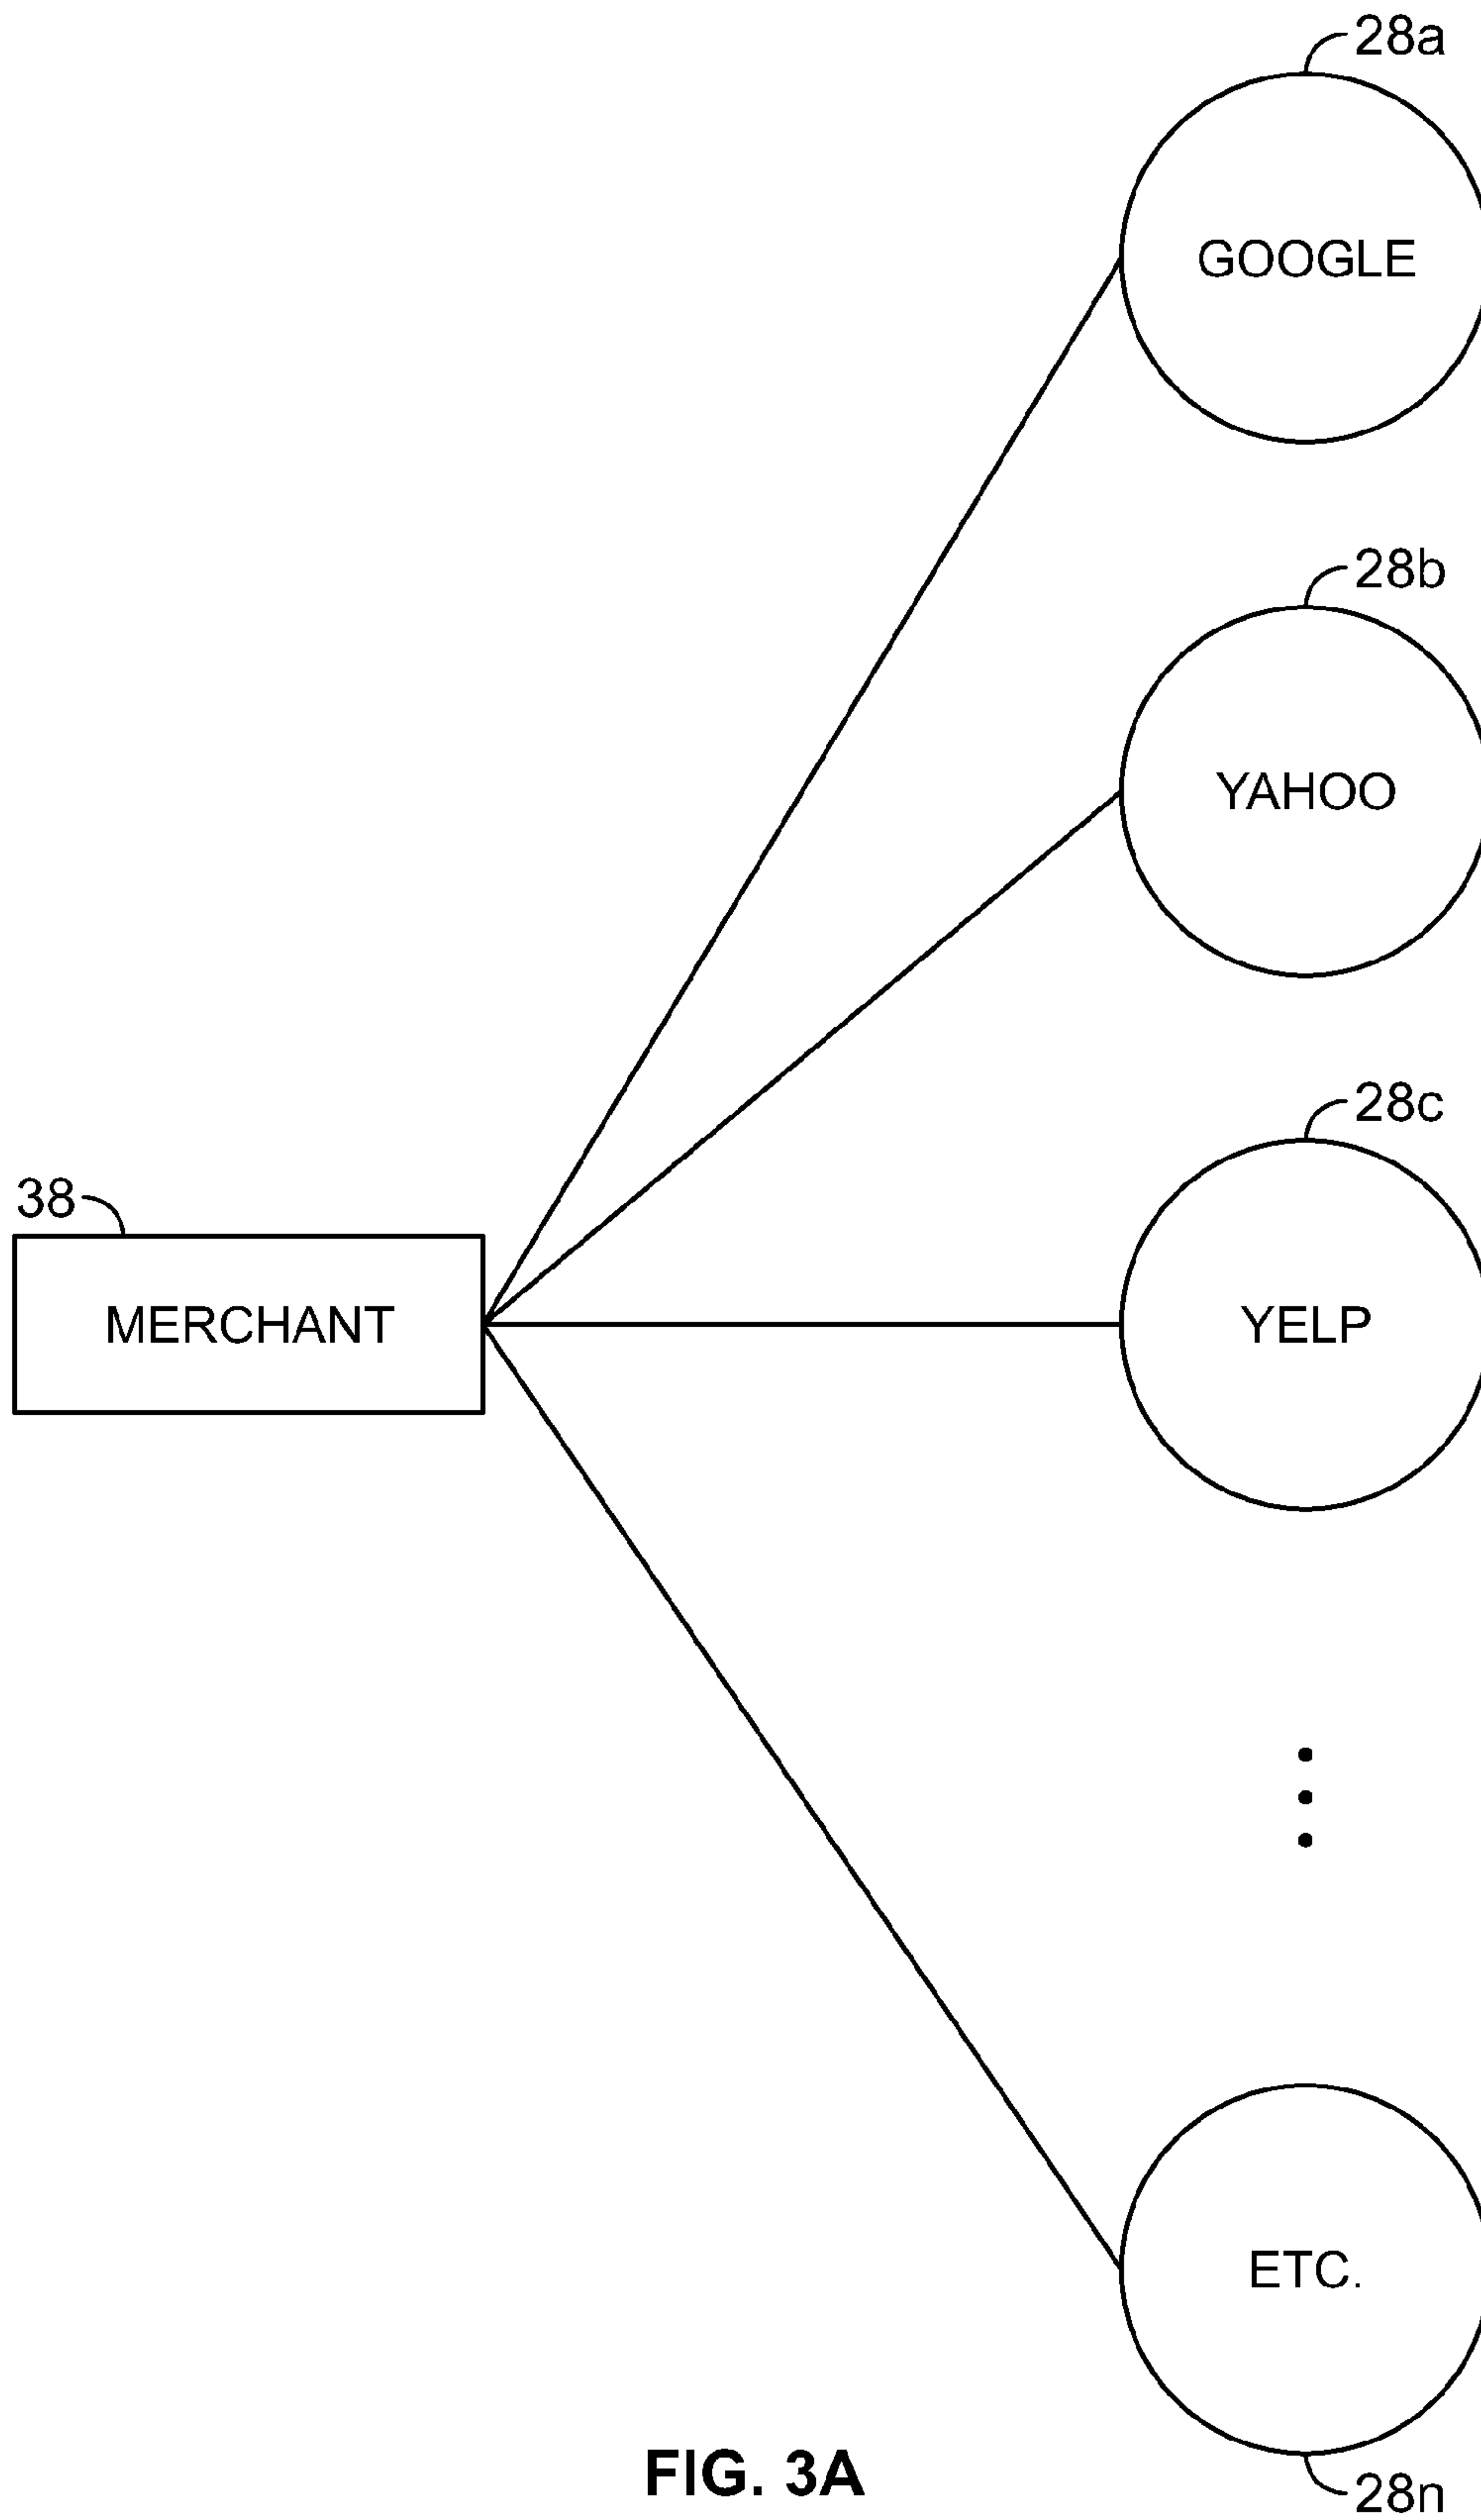 28a
GOOGLE
28b
YAHOO
28c
38
MERCHANT
YELP
ETC.
FIG. 3A
28n